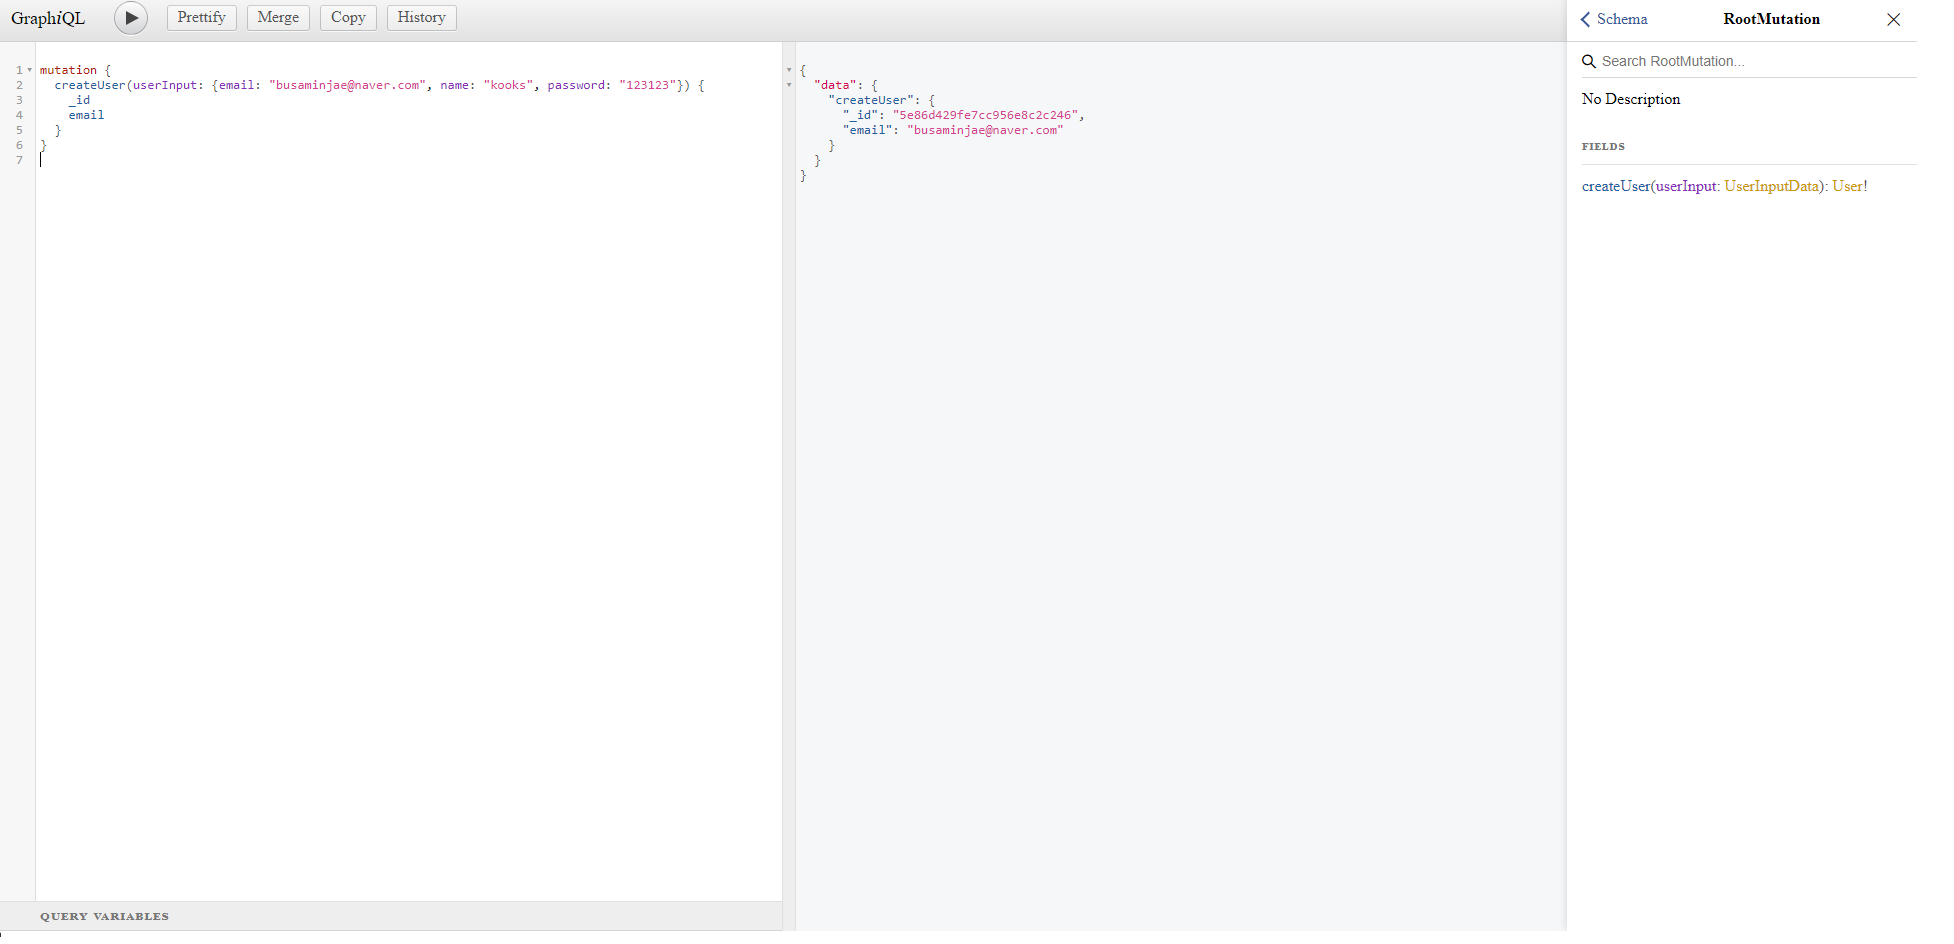 GraphiQL
Prettify
Merge
Copy
History
1 mutation {
2   createUser(userInput: {email: "busaminjae@naver.com", name: "kooks", password: "123123"}) {
3     _id
4     email
5   }
6 }
7
QUERY VARIABLES
{
  "data": {
    "createUser": {
      "_id": "5e86d429fe7cc956e8c2c246",
      "email": "busaminjae@naver.com"
    }
  }
}
Schema
RootMutation
Search RootMutation...
No Description
FIELDS
createUser(userInput: UserInputData): User!